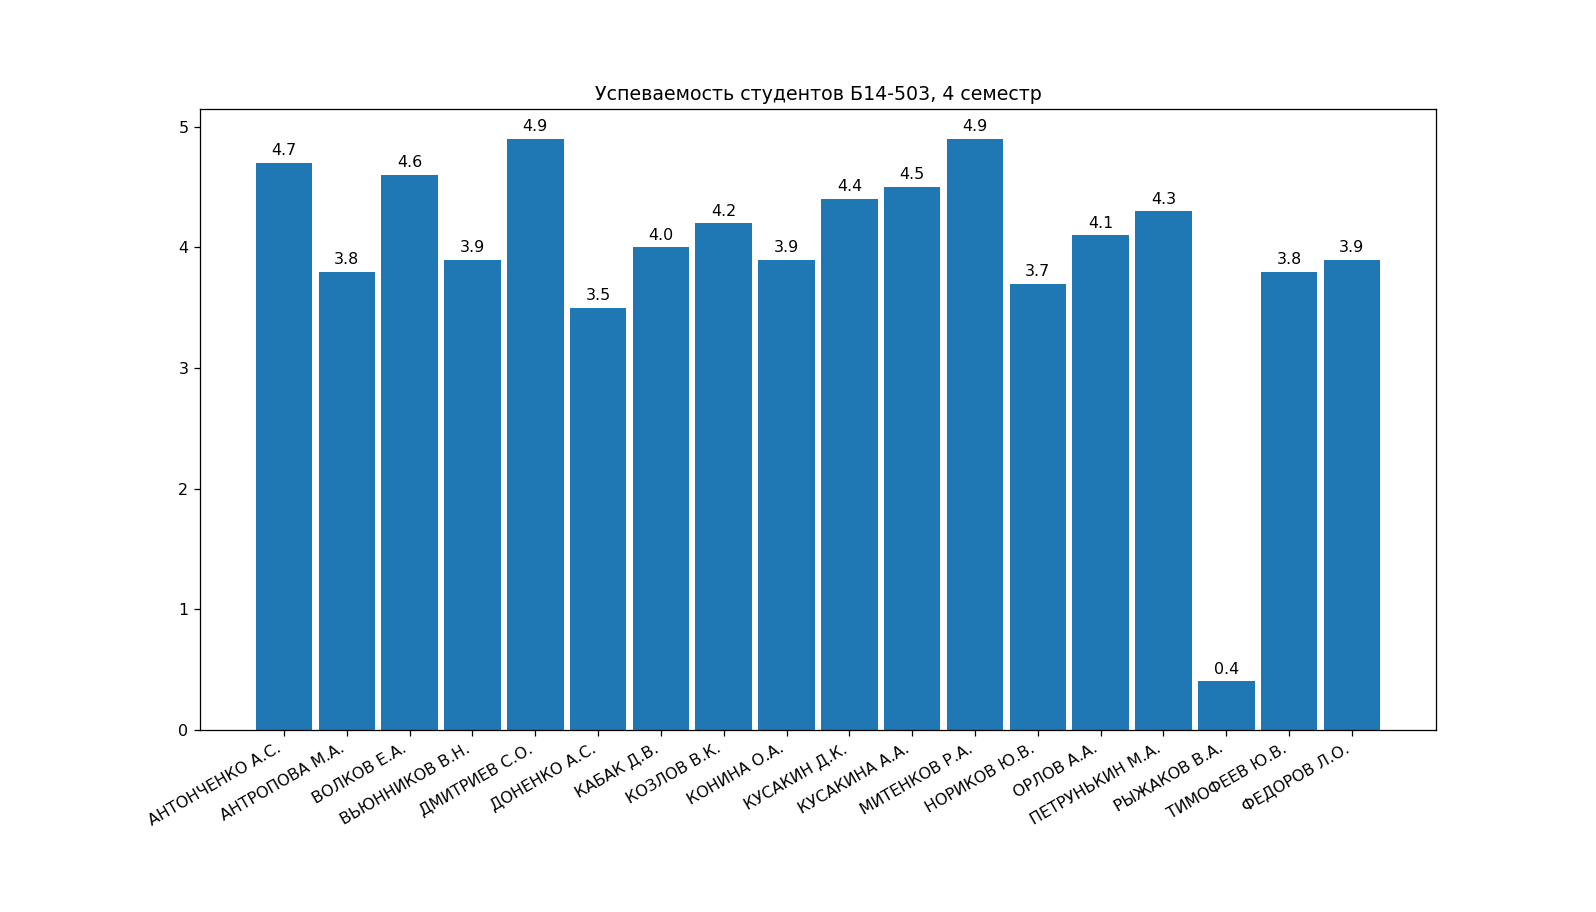 Успеваемость студентов Б14-503, 4 семестр
5
4
3
2
1
0
4.7
3.8
4.6
3.9
4.9
3.5
4.0
4.2
3.9
4.4
4.5
4.9
3.7
4.1
4.3
0.4
3.8
3.9
АНТОНЧЕНКО А.С.
АНТРОПОВА М.А.
ВОЛКОВ Е.А.
ВЬЮННИКОВ В.Н.
ДМИТРИЕВ С.О.
ДОНЕНКО А.С.
КАБАК Д.В.
КОЗЛОВ В.К.
КОНИНА О.А.
КУСАКИН Д.К.
КУСАКИНА А.А.
МИТЕНКОВ Р.А.
НОРИКОВ Ю.В.
ОРЛОВ А.А.
ПЕТРУНЬКИН М.А.
РЫЖАКОВ В.А.
ТИМОФЕЕВ Ю.В.
ФЕДОРОВ Л.О.